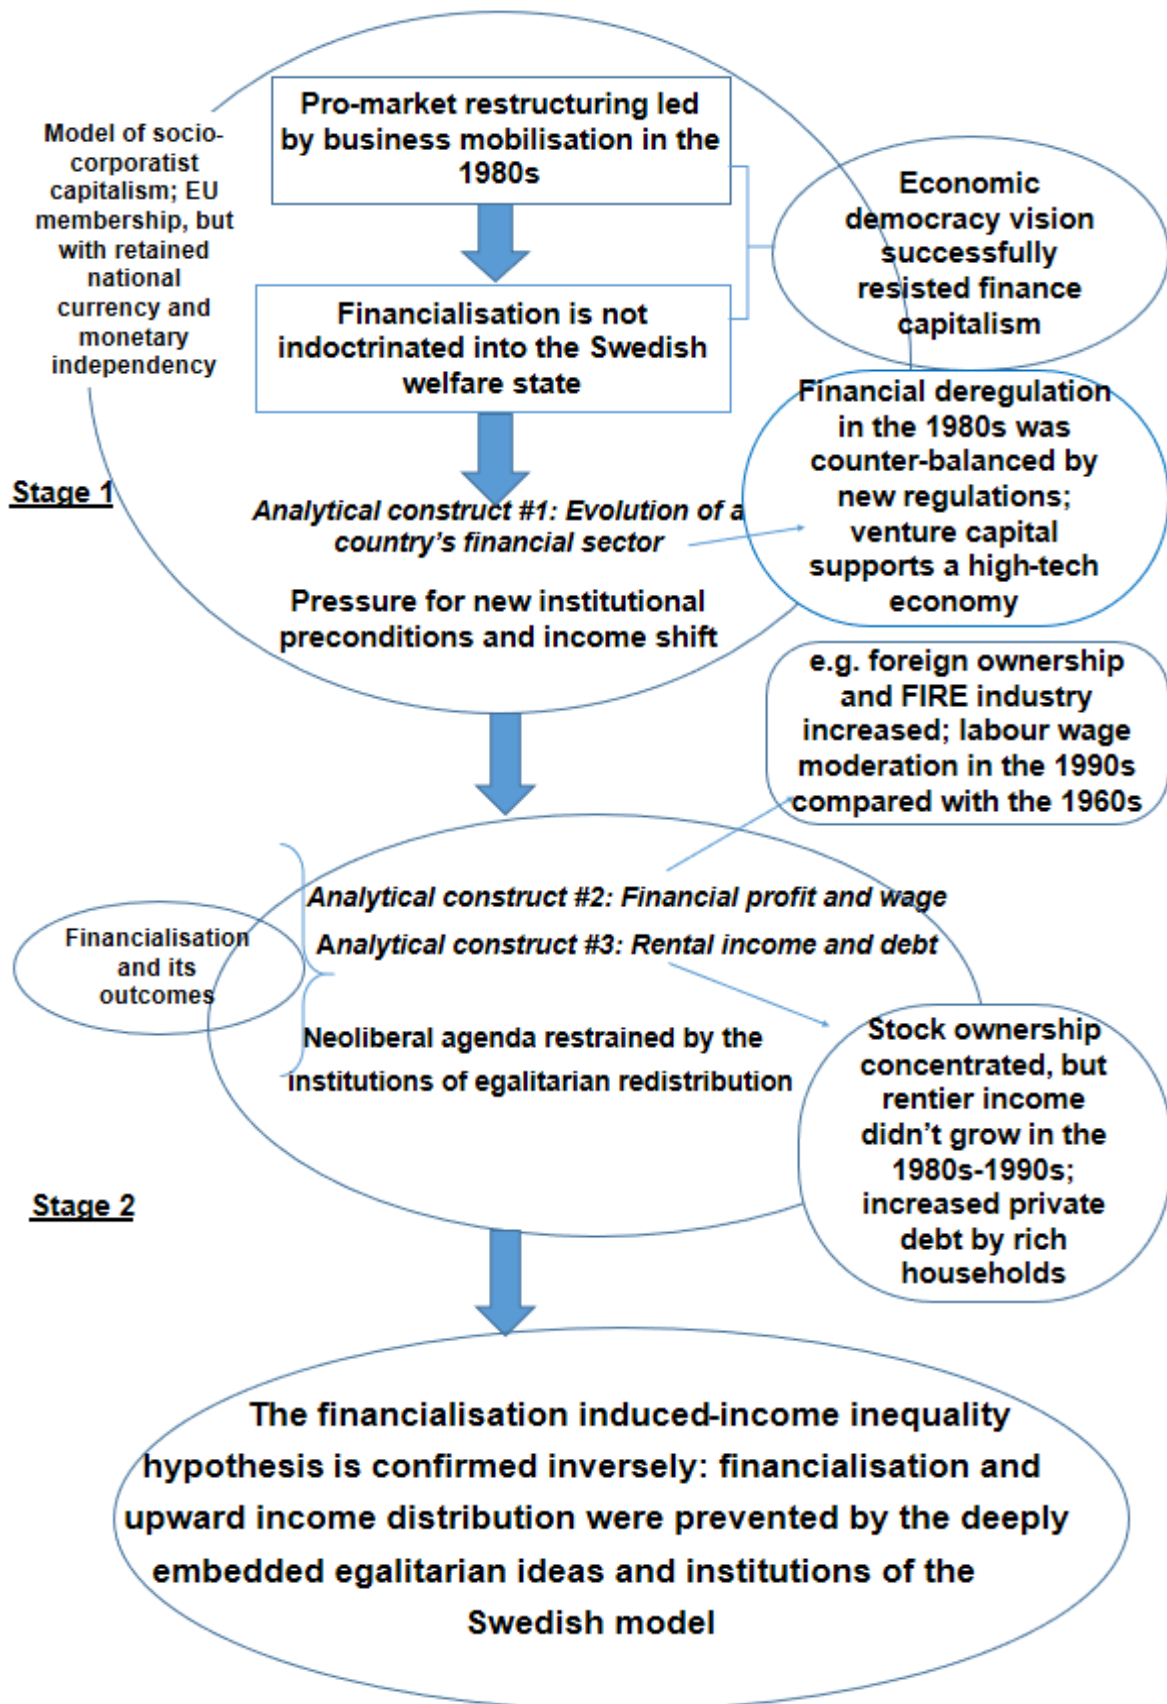 Pro-market restructuring led
by business mobilisation in the
1980s
Model of socio-
corporatist
capitalism; EU
membership, but
with retained
national
currency and
monetary
independency
Economic
democracy vision
successfully
resisted finance
capitalism
Financialisation is not
indoctrinated into the Swedish
welfare state
Financial deregulation
in the 1980s was
counter-balanced by
new regulations;
venture capital
supports a high-tech
economy
Stage 1
Analytical construct #1: Evolution of a
country's financial sector
Pressure for new institutional
preconditions and income shift
e.g. foreign ownership
and FIRE industry
increased; labour wage
moderation in the 1990s
compared with the 1960s
Analytical construct #2: Financial profit and wage
Analytical construct #3: Rental income and debt
Financialisation
and its
outcomes
Neoliberal agenda restrained by the
institutions of egalitarian redistribution
Stock ownership
concentrated, but
rentier income
didn't grow in the
1980s-1990s;
increased private
debt by rich
households
Stage 2
The financialisation induced-income inequality
hypothesis is confirmed inversely: financialisation and
upward income distribution were prevented by the deeply
embedded egalitarian ideas and institutions of the
Swedish model